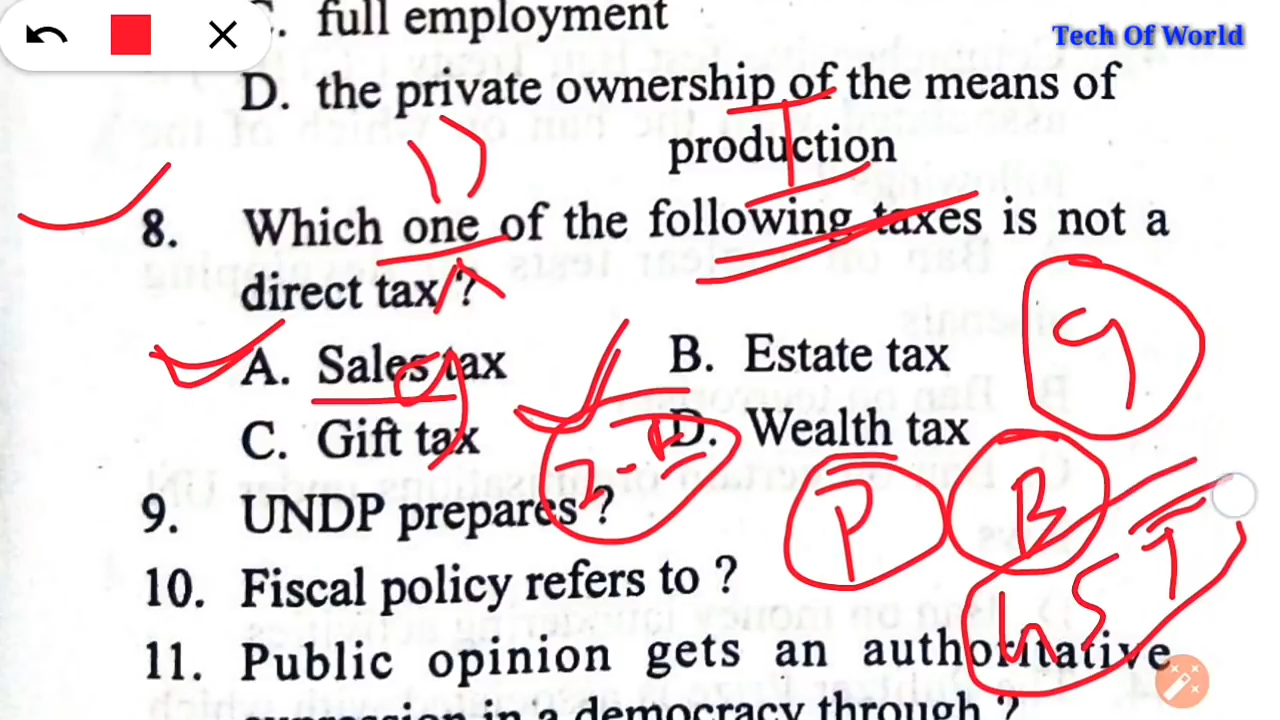 Tech Of World
C. full employment
D. the private ownership of the means of
production
8. Which one of the following taxes is not a
direct tax ?
A. Sales tax B. Estate tax
C. Gift tax D. Wealth tax
9. UNDP prepares ?
10. Fiscal policy refers to ?
11. Public opinion gets an authoritative
expression in a democracy through ?
D
I
P
B